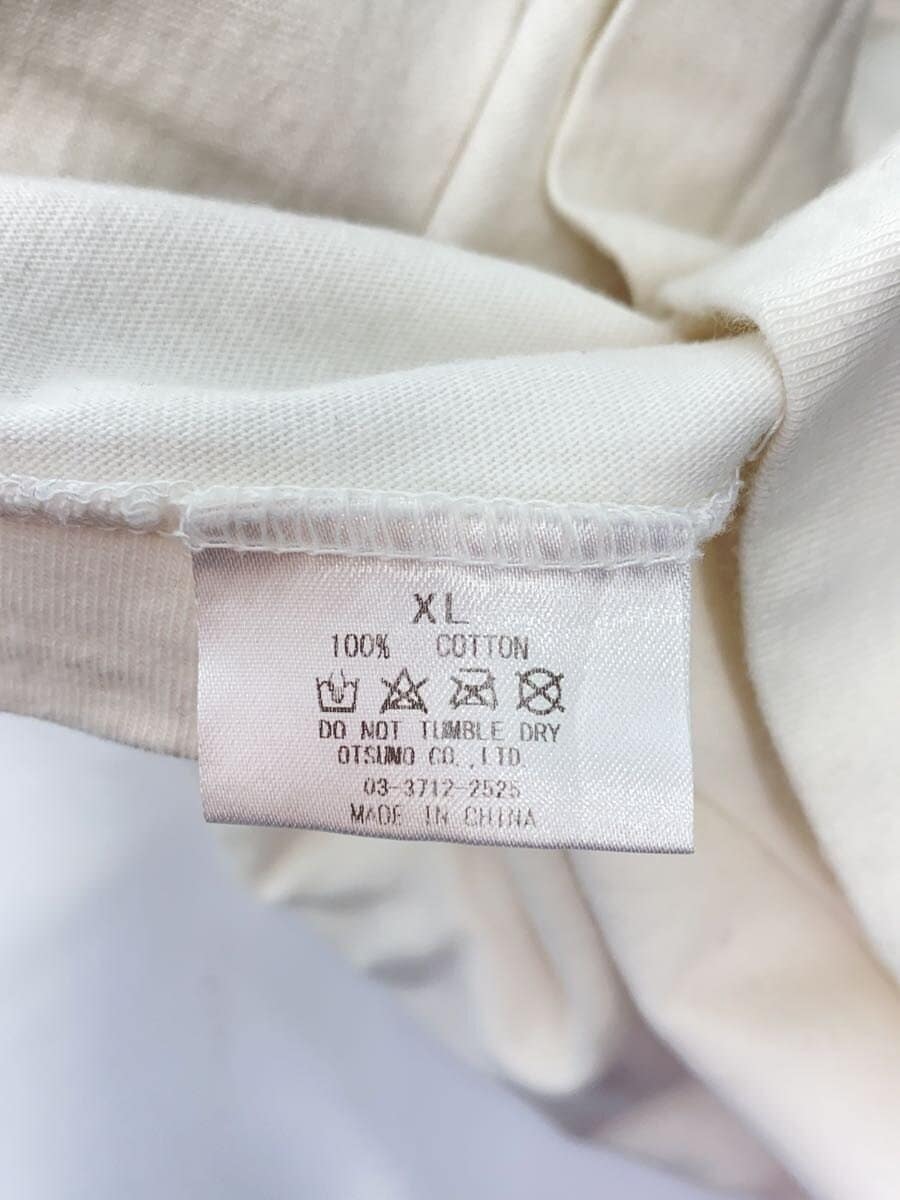 XL
100% COTTON
DO NOT TUMBLE DRY
OTSUMO CO.,LTD
03-3712-2525
MADE IN CHINA